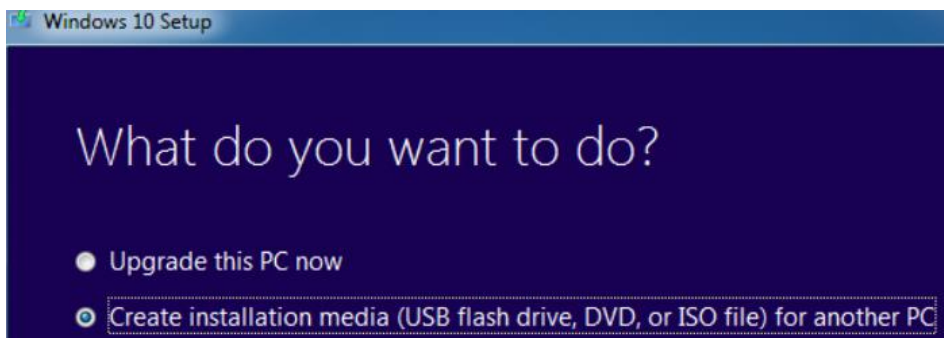 Windows 10 Setup
What do you want to do?
Upgrade this PC now
Create installation media (USB flash drive, DVD, or ISO file) for another PC